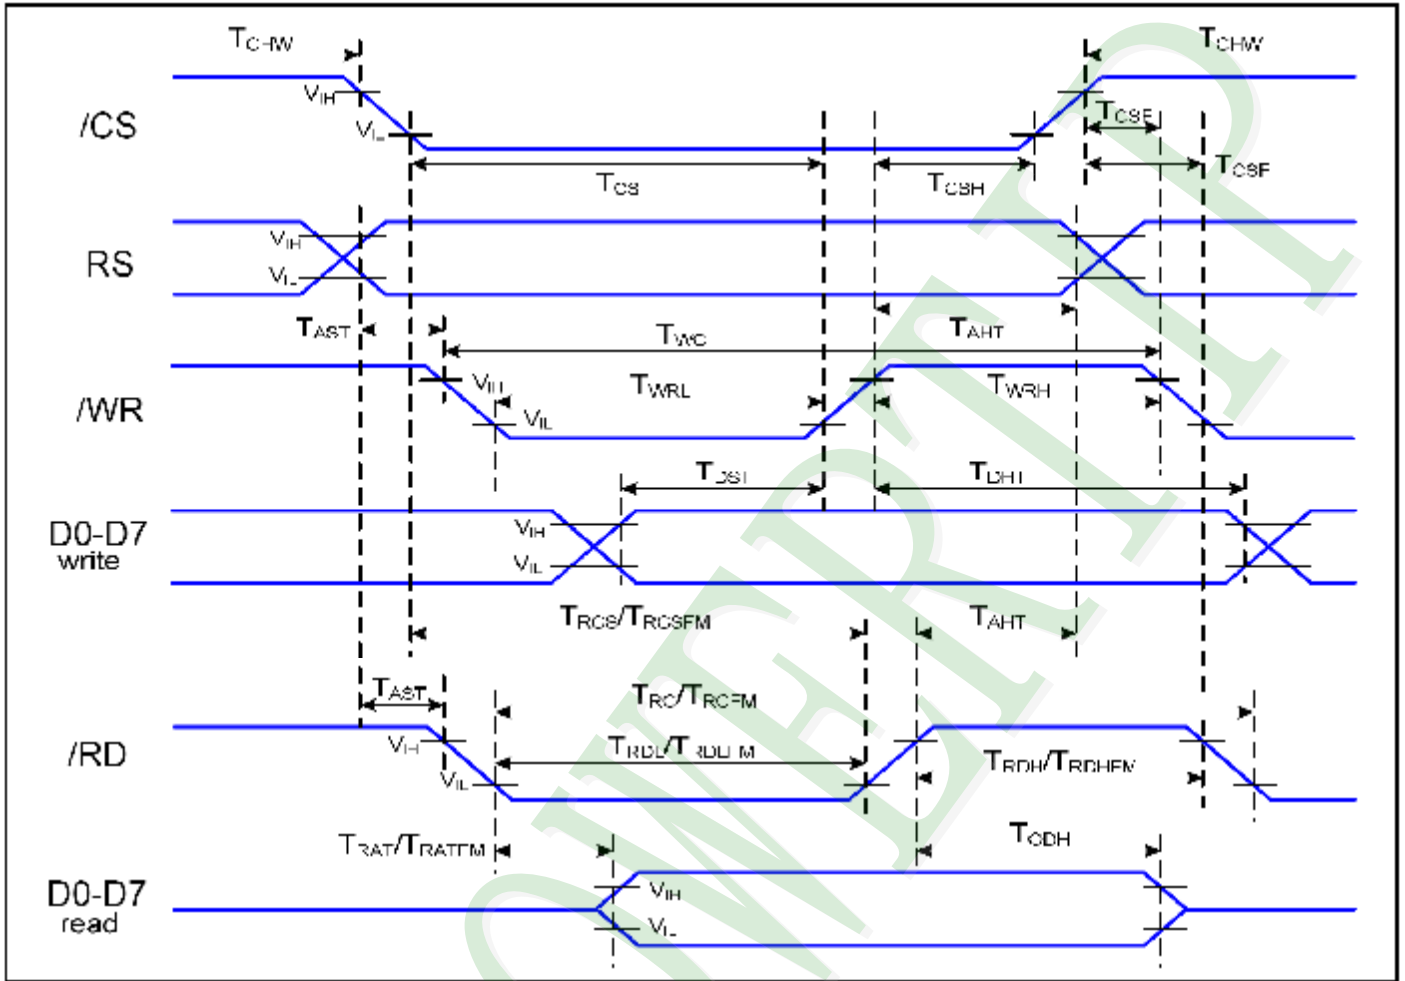 TCHW TCHW
VIH
/CS
VIL
TCSF
TCS TCSH
TCSF
RS
VIH
VIL
TAST TWC TAHT
/WR
VIH
TWRL TWRH
VIL
TDST TDHT
D0-D7
write
VIH
VIL
TRCS/TRCSFM TAHT
TAST TRC/TRCFM
/RD
VIH
TRDL/TRDLFM TRDH/TRDHFM
VIL
TRAT/TRATFM TODH
D0-D7
read
VIH
VIL